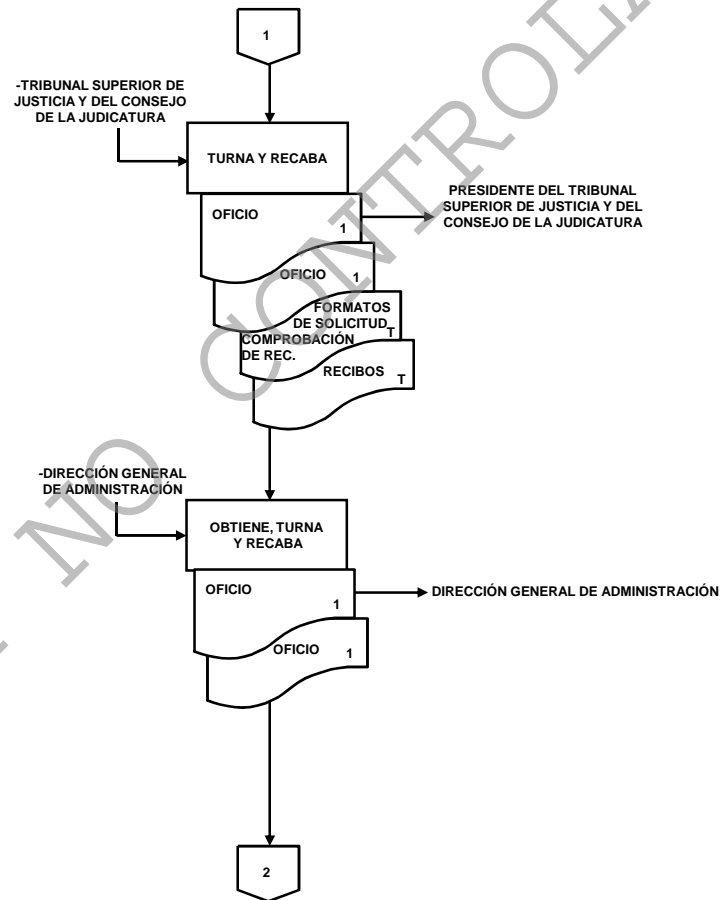 1
-TRIBUNAL SUPERIOR DE
JUSTICIA Y DEL CONSEJO
DE LA JUDICATURA
TURNA Y RECABA
OFICIO
1
PRESIDENTE DEL TRIBUNAL
SUPERIOR DE JUSTICIA Y DEL
CONSEJO DE LA JUDICATURA
OFICIO 1
FORMATOS
DE SOLICITUD
T
COMPROBACIÓN
DE REC.
RECIBOS
T
-DIRECCIÓN GENERAL
DE ADMINISTRACIÓN
OBTIENE, TURNA
Y RECABA
OFICIO
1
DIRECCIÓN GENERAL DE ADMINISTRACIÓN
OFICIO 1
2
NO CONTROLA